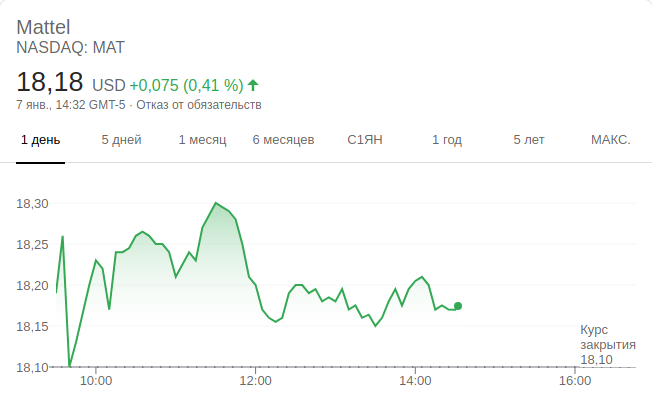 Mattel
NASDAQ: MAT
18,18 USD +0,075 (0,41 %)
7 янв., 14:32 GMT-5 · Отказ от обязательств
1 день 5 дней 1 месяц 6 месяцев С1ЯН 1 год 5 лет МАКС.
18,30
18,25
18,20
18,15
18,10
Курс
закрытия
18,10
10:00 12:00 14:00 16:00